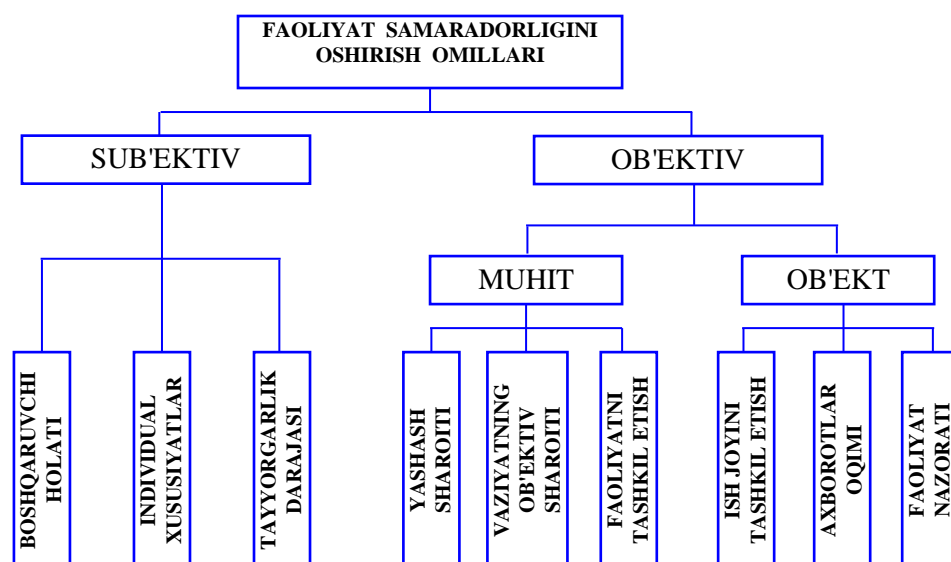 FAOLIYAT SAMARADORLIGINI
OSHIRISH OMILLARI
SUB'EKTIV
OB'EKTIV
MUHIT
OB'EKT
BOSHQARUVCHI
HOLATI
INDIVIDUAL
XUSUSIYATLAR
TAYYORGARLIK
DARAJASI
YASHASH
SHAROITI
VAZIYATNING
OB'EKTIV
SHAROITI
FAOLIYATNI
TASHKIL ETISH
ISH JOYINI
TASHKIL ETISH
AXBOROTLAR
OQIMI
FAOLIYAT
NAZORATI